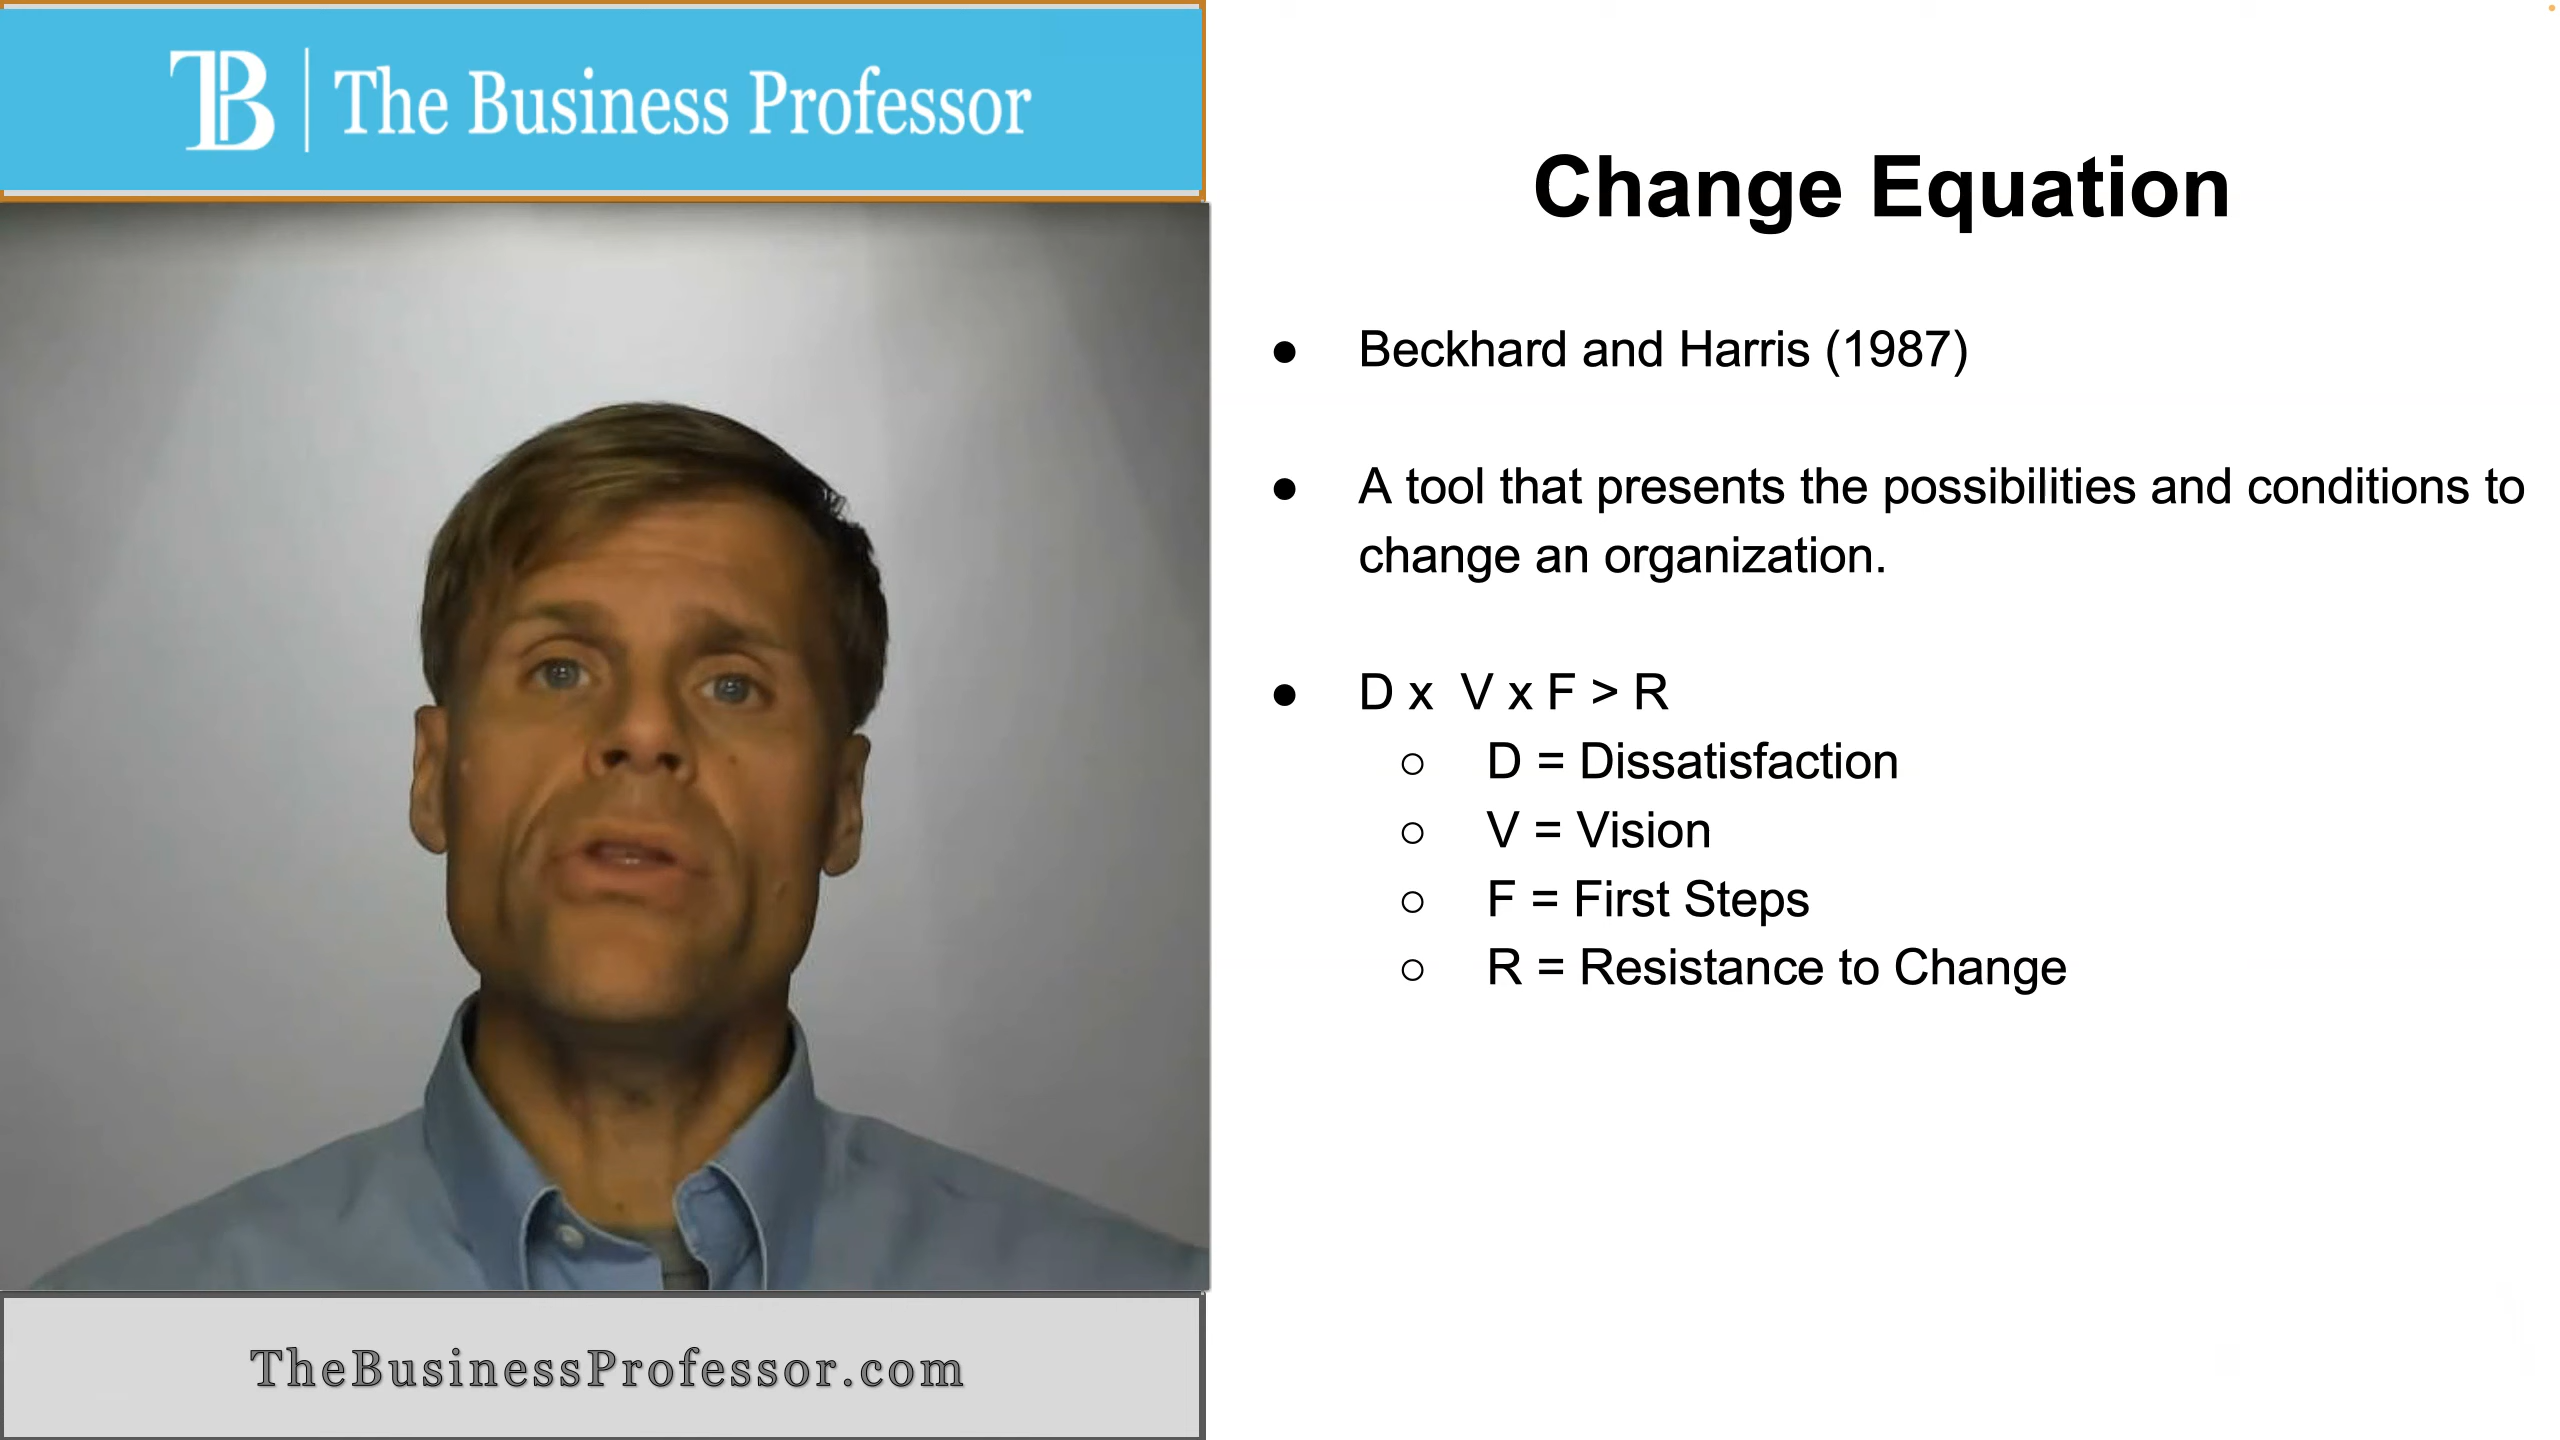 TB | The Business Professor
Change Equation
● Beckhard and Harris (1987)
● A tool that presents the possibilities and conditions to
change an organization.
● D x  V x F > R
○ D = Dissatisfaction
○ V = Vision
○ F = First Steps
○ R = Resistance to Change
TheBusinessProfessor.com